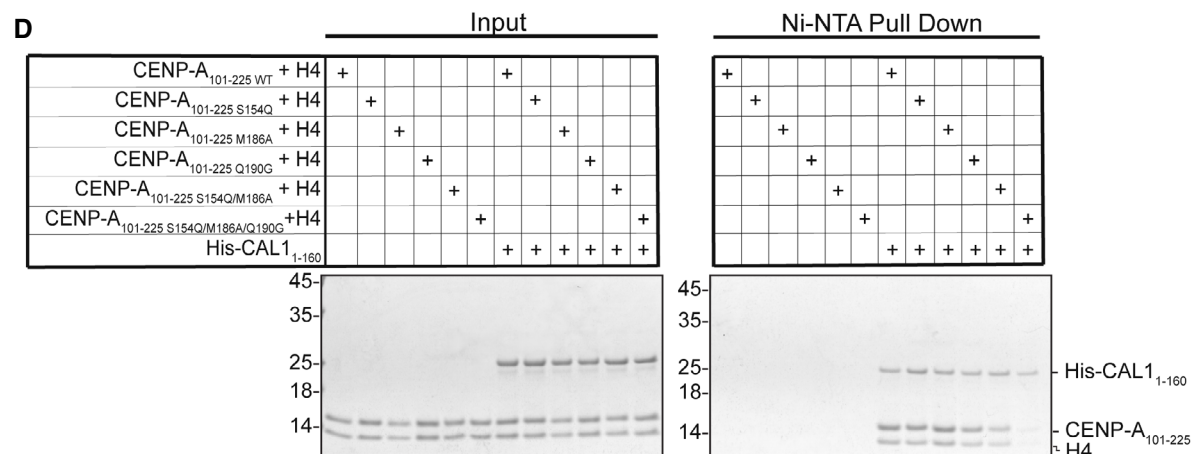 D
Input
Ni-NTA Pull Down
CENP-A101-225 WT + H4 + + + +
CENP-A101-225 S154Q + H4 + + + +
CENP-A101-225 M186A + H4 + + + +
CENP-A101-225 Q190G + H4 + + + +
CENP-A101-225 S154Q/M186A + H4 + + + +
CENP-A101-225 S154Q/M186A/Q190G+H4 + + + +
His-CAL11-160 + + + + + + + + + + + +
45-
35-
25-
18-
14-
45-
35-
25-
18-
14-
His-CAL11-160
CENP-A101-225
H4